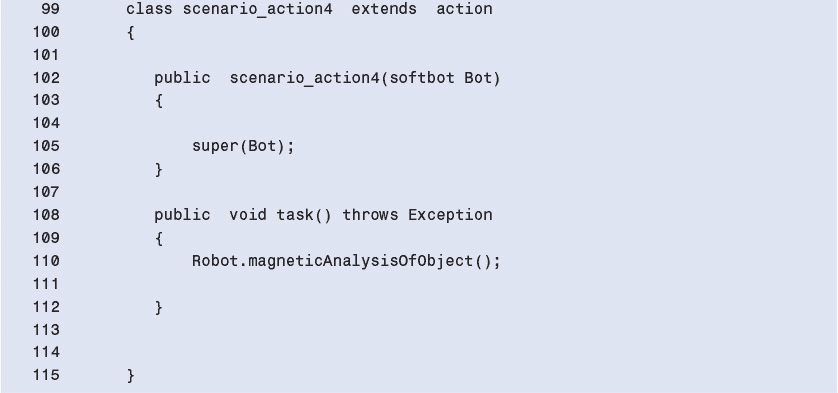 99 class scenario_action4 extends action
100 {
101
102 public scenario_action4(softbot Bot)
103 {
104
105 super(Bot);
106 }
107
108 public void task() throws Exception
109 {
110 Robot.magneticAnalysisOfObject();
111
112 }
113
114
115 }